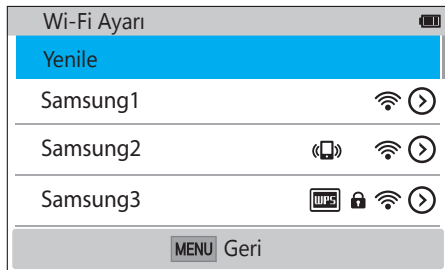 Wi-Fi Ayarı
Yenile
Samsung1
Samsung2
Samsung3 WPS
MENU Geri